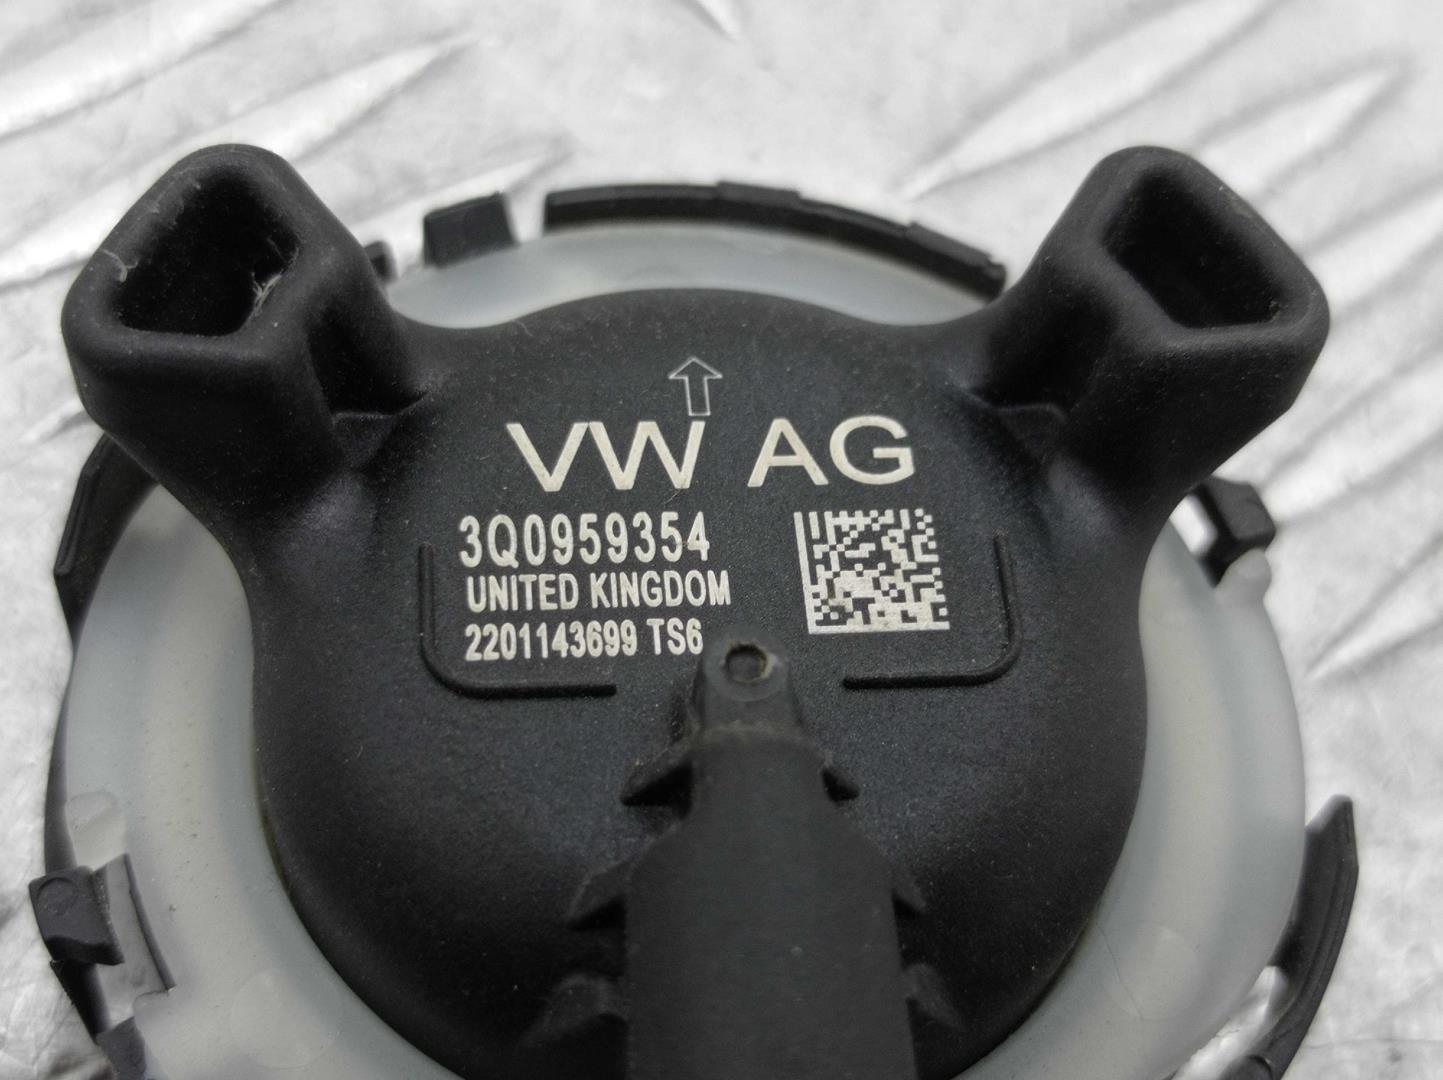 VW AG
3Q0959354
UNITED KINGDOM
2201143699 TS6